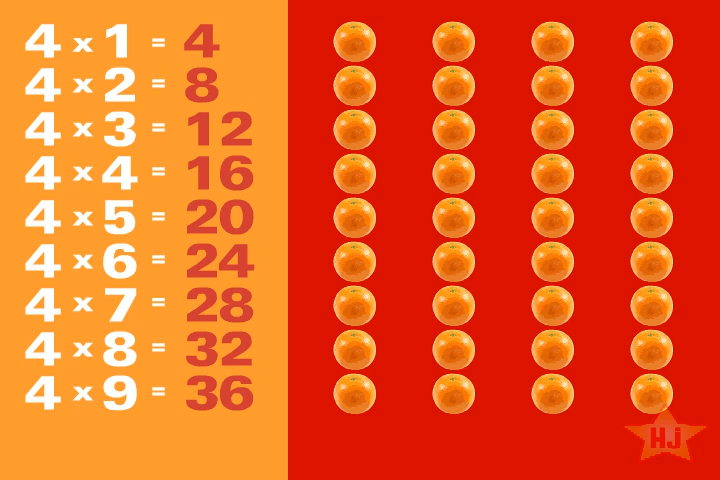 4 x 1 = 4
4 x 2 = 8
4 x 3 = 12
4 x 4 = 16
4 x 5 = 20
4 x 6 = 24
4 x 7 = 28
4 x 8 = 32
4 x 9 = 36
HJ